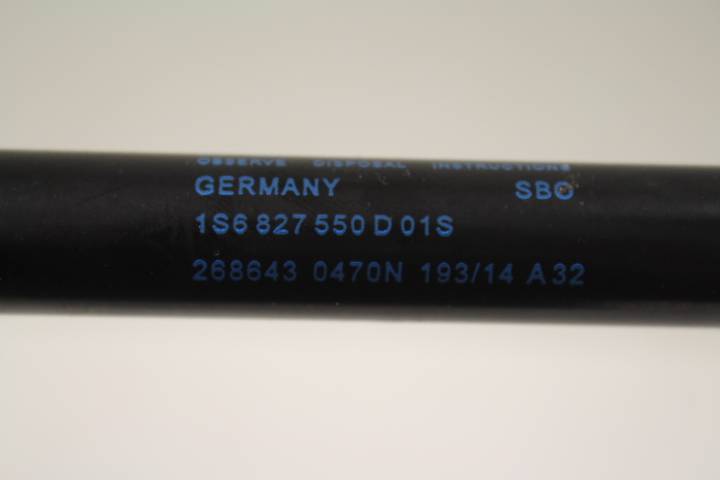 OBSERVE DISPOSAL INSTRUCTIONS
GERMANY SBO
1S6 827 550 D 01S
268643 0470N 193/14 A32